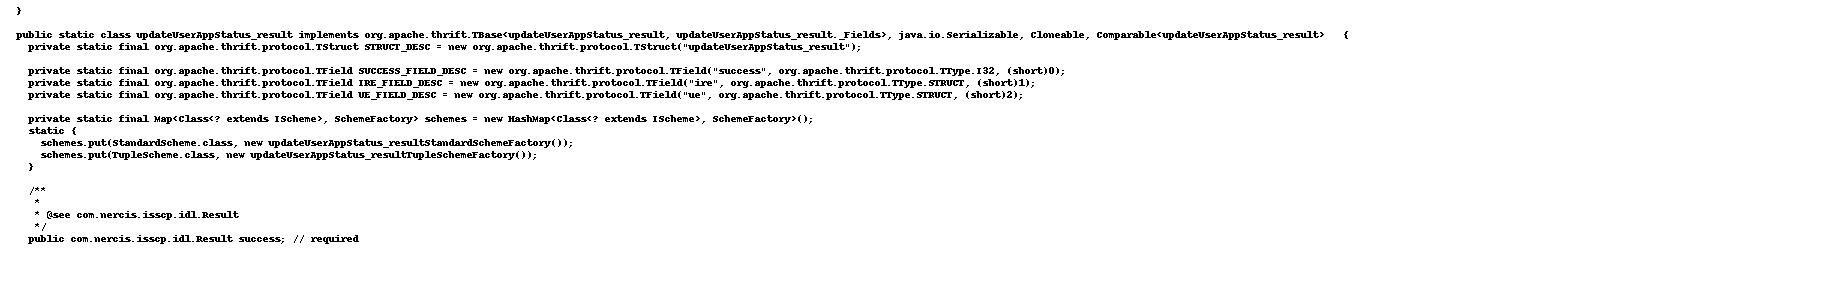 }
public static class updateUserAppStatus_result implements org.apache.thrift.TBase<updateUserAppStatus_result, updateUserAppStatus_result._Fields>, java.io.Serializable, Cloneable, Comparable<updateUserAppStatus_result>   {
private static final org.apache.thrift.protocol.TStruct STRUCT_DESC = new org.apache.thrift.protocol.TStruct("updateUserAppStatus_result");
private static final org.apache.thrift.protocol.TField SUCCESS_FIELD_DESC = new org.apache.thrift.protocol.TField("success", org.apache.thrift.protocol.TType.I32, (short)0);
private static final org.apache.thrift.protocol.TField IRE_FIELD_DESC = new org.apache.thrift.protocol.TField("ire", org.apache.thrift.protocol.TType.STRUCT, (short)1);
private static final org.apache.thrift.protocol.TField UE_FIELD_DESC = new org.apache.thrift.protocol.TField("ue", org.apache.thrift.protocol.TType.STRUCT, (short)2);
private static final Map<Class<? extends IScheme>, SchemeFactory> schemes = new HashMap<Class<? extends IScheme>, SchemeFactory>();
static {
schemes.put(StandardScheme.class, new updateUserAppStatus_resultStandardSchemeFactory());
schemes.put(TupleScheme.class, new updateUserAppStatus_resultTupleSchemeFactory());
}
/**
*
* @see com.nercis.isscp.idl.Result
*/
public com.nercis.isscp.idl.Result success; // required